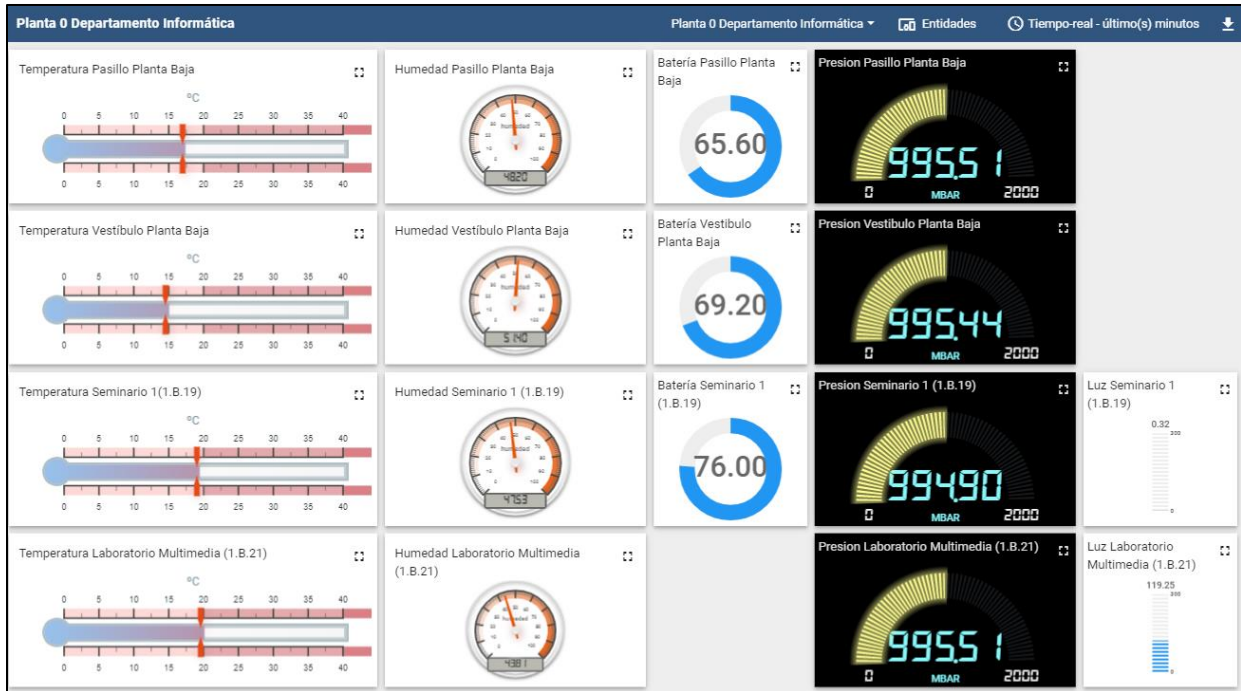 Planta 0 Departamento Informática
Planta 0 Departamento Informática
Entidades
Tiempo-real - último(s) minutos
Temperatura Pasillo Planta Baja
°C
0 5 10 15 20 25 30 35 40
0 5 10 15 20 25 30 35 40
Humedad Pasillo Planta Baja
humedad
48.20
Batería Pasillo Planta
Baja
65.60
Presion Pasillo Planta Baja
995.51
0 MBAR 2000
Temperatura Vestíbulo Planta Baja
°C
0 5 10 15 20 25 30 35 40
0 5 10 15 20 25 30 35 40
Humedad Vestíbulo Planta Baja
humedad
51.40
Batería Vestibulo
Planta Baja
69.20
Presion Vestibulo Planta Baja
995.44
0 MBAR 2000
Temperatura Seminario 1(1.B.19)
°C
0 5 10 15 20 25 30 35 40
0 5 10 15 20 25 30 35 40
Humedad Seminario 1 (1.B.19)
humedad
47.53
Batería Seminario 1
(1.B.19)
76.00
Presion Seminario 1 (1.B.19)
994.90
0 MBAR 2000
Luz Seminario 1
(1.B.19)
0.32
300
0
Temperatura Laboratorio Multimedia (1.B.21)
°C
0 5 10 15 20 25 30 35 40
0 5 10 15 20 25 30 35 40
Humedad Laboratorio Multimedia
(1.B.21)
humedad
43.81
Presion Laboratorio Multimedia (1.B.21)
995.51
0 MBAR 2000
Luz Laboratorio
Multimedia (1.B.21)
119.25
300
0